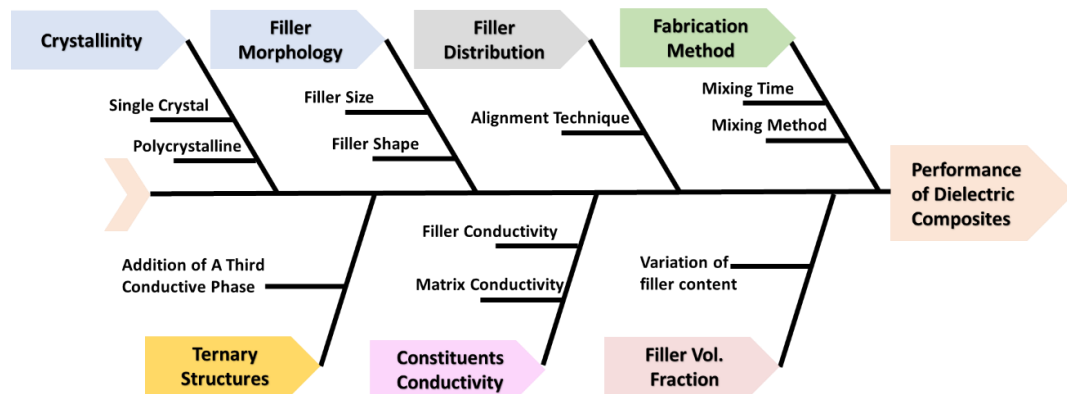 Crystallinity
Filler
Morphology
Filler
Distribution
Fabrication
Method
Single Crystal
Polycrystalline
Filler Size
Filler Shape
Alignment Technique
Mixing Time
Mixing Method
Performance
of Dielectric
Composites
Addition of A Third
Conductive Phase
Filler Conductivity
Matrix Conductivity
Variation of
filler content
Ternary
Structures
Constituents
Conductivity
Filler Vol.
Fraction